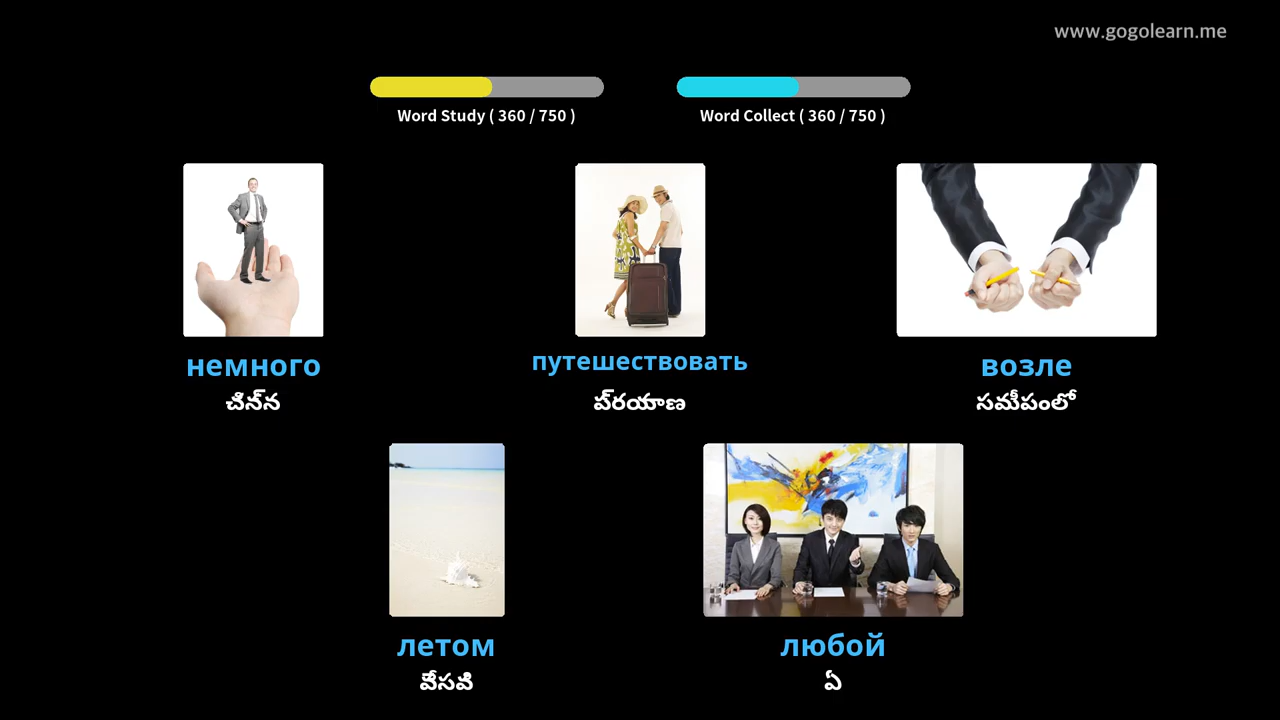 www.gogolearn.me
Word Study ( 360 / 750 )
Word Collect ( 360 / 750 )
немного
చిన్న
путешествовать
ప్రయాణ
возле
సమీపంలో
летом
వేసవి
любой
ఏ